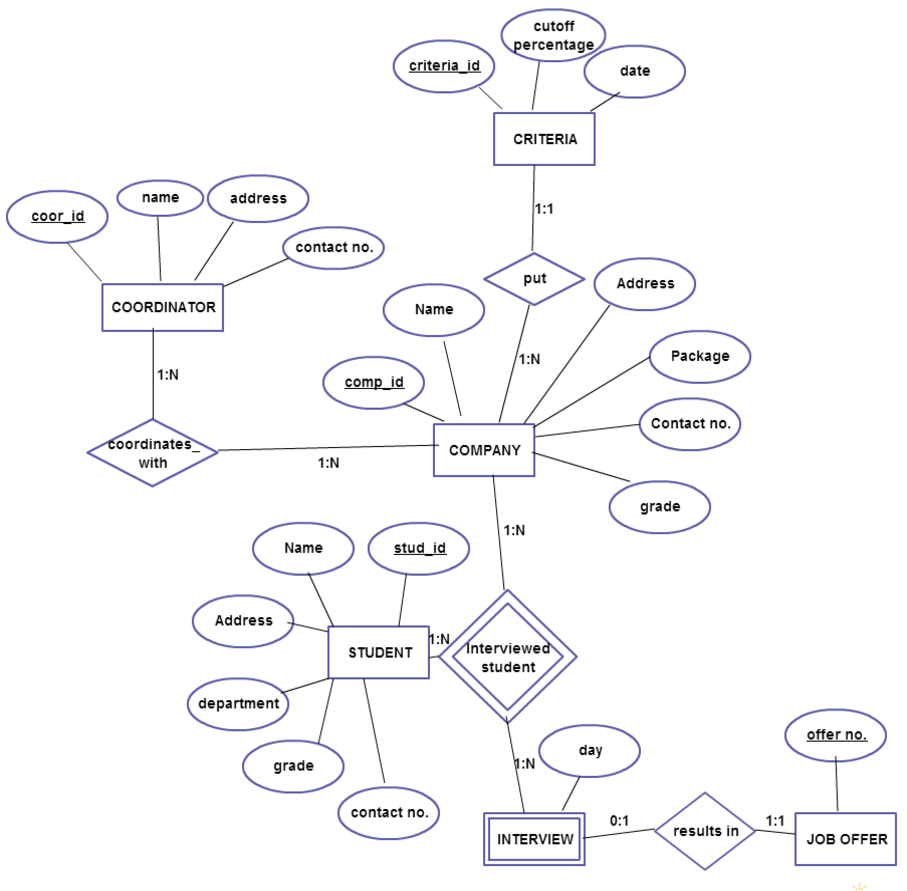 cutoff
percentage
criteria_id
date
CRITERIA
1:1
put
coor_id
name
address
contact no.
COORDINATOR
1:N
coordinates_
with
1:N
Name
Address
1:N
comp_id
Package
Contact no.
COMPANY
grade
1:N
Name
stud_id
Address
STUDENT
1:N
Interviewed
student
department
grade
contact no.
1:N
day
offer no.
INTERVIEW
0:1
results in
1:1
JOB OFFER